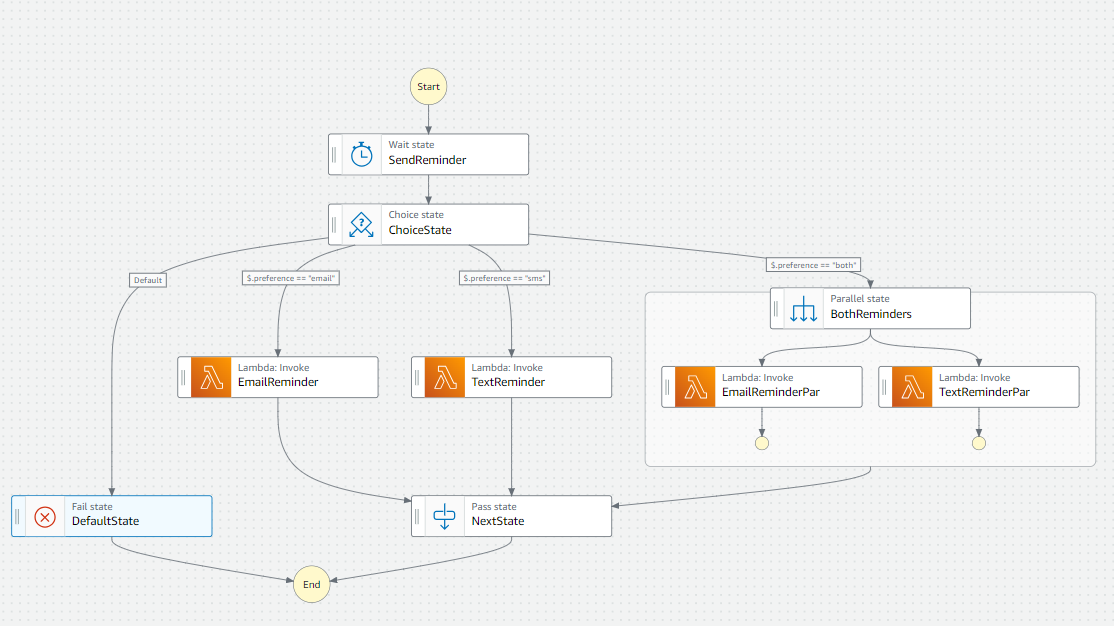 Start
Wait state
SendReminder
Choice state
ChoiceState
Default
$.preference == "email"
$.preference == "sms"
$.preference == "both"
Parallel state
BothReminders
Lambda: Invoke
EmailReminder
Lambda: Invoke
TextReminder
Lambda: Invoke
EmailReminderPar
Lambda: Invoke
TextReminderPar
Fail state
DefaultState
Pass state
NextState
End